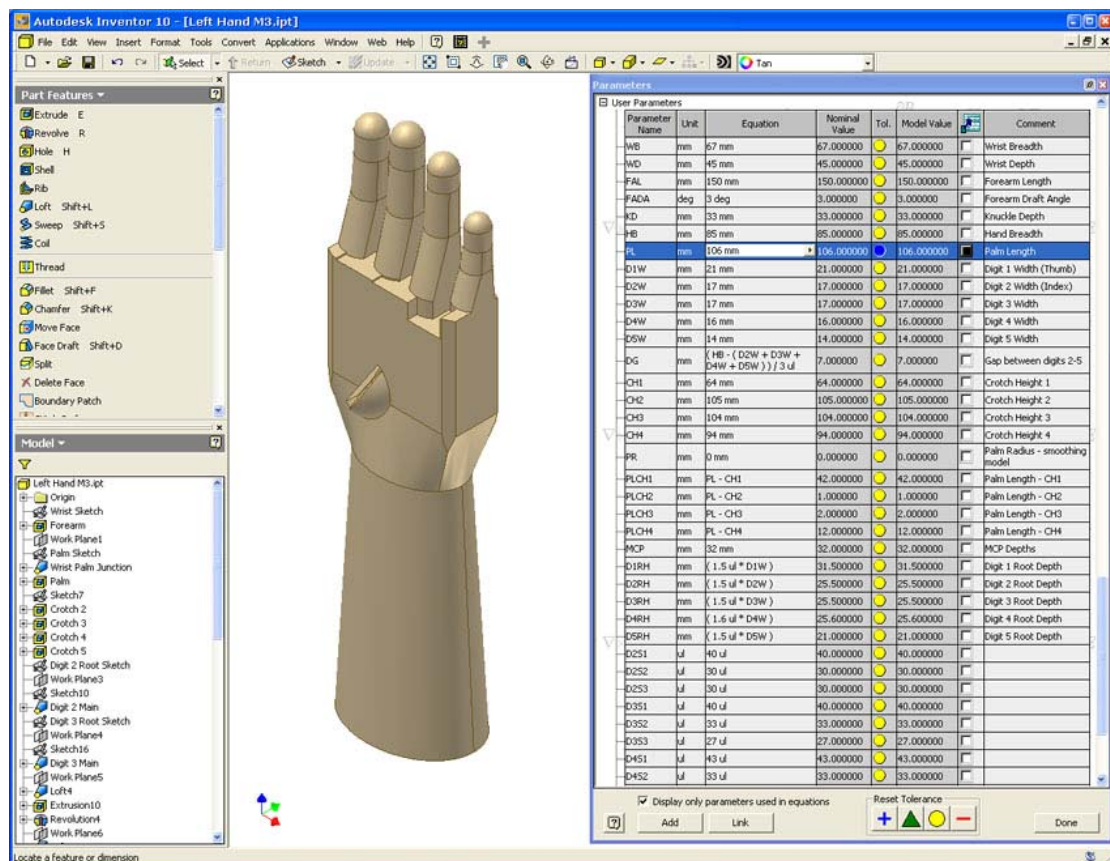 Autodesk Inventor 10 - [Left Hand M3.ipt]
File Edit View Insert Format Tools Convert Applications Window Web Help
Select Return Sketch Update Tan
Part Features
Extrude E
Revolve R
Hole H
Shell
Rib
Loft Shift+L
Sweep Shift+S
Coil
Thread
Fillet Shift+F
Chamfer Shift+K
Move Face
Face Draft Shift+D
Split
Delete Face
Boundary Patch
Model
Left Hand M3.ipt
Origin
Wrist Sketch
Forearm
Work Plane1
Palm Sketch
Wrist Palm Junction
Palm
Sketch7
Crotch 2
Crotch 3
Crotch 4
Crotch 5
Digit 2 Root Sketch
Work Plane3
Sketch10
Digit 2 Main
Digit 3 Root Sketch
Work Plane4
Sketch16
Digit 3 Main
Work Plane5
Loft4
Extrusion10
Revolution4
Work Plane6
Locate a feature or dimension
Parameters
User Parameters
Parameter Name Unit Equation Nominal Value Tol. Model Value Comment
WB mm 67 mm 67.000000 67.000000 Wrist Breadth
WD mm 45 mm 45.000000 45.000000 Wrist Depth
FAL mm 150 mm 150.000000 150.000000 Forearm Length
FADA deg 3 deg 3.000000 3.000000 Forearm Draft Angle
KD mm 33 mm 33.000000 33.000000 Knuckle Depth
HB mm 85 mm 85.000000 85.000000 Hand Breadth
PL mm 106 mm 106.000000 106.000000 Palm Length
D1W mm 21 mm 21.000000 21.000000 Digit 1 Width (Thumb)
D2W mm 17 mm 17.000000 17.000000 Digit 2 Width (Index)
D3W mm 17 mm 17.000000 17.000000 Digit 3 Width
D4W mm 16 mm 16.000000 16.000000 Digit 4 Width
D5W mm 14 mm 14.000000 14.000000 Digit 5 Width
DG mm ( HB - ( D2W + D3W + D4W + D5W ) ) / 3 ul 7.000000 7.000000 Gap between digits 2-5
CH1 mm 64 mm 64.000000 64.000000 Crotch Height 1
CH2 mm 105 mm 105.000000 105.000000 Crotch Height 2
CH3 mm 104 mm 104.000000 104.000000 Crotch Height 3
CH4 mm 94 mm 94.000000 94.000000 Crotch Height 4
PR mm 0 mm 0.000000 0.000000 Palm Radius - smoothing model
PLCH1 mm PL - CH1 42.000000 42.000000 Palm Length - CH1
PLCH2 mm PL - CH2 1.000000 1.000000 Palm Length - CH2
PLCH3 mm PL - CH3 2.000000 2.000000 Palm Length - CH3
PLCH4 mm PL - CH4 12.000000 12.000000 Palm Length - CH4
MCP mm 32 mm 32.000000 32.000000 MCP Depths
D1RH mm ( 1.5 ul * D1W ) 31.500000 31.500000 Digit 1 Root Depth
D2RH mm ( 1.5 ul * D2W ) 25.500000 25.500000 Digit 2 Root Depth
D3RH mm ( 1.5 ul * D3W ) 25.500000 25.500000 Digit 3 Root Depth
D4RH mm ( 1.6 ul * D4W ) 25.600000 25.600000 Digit 4 Root Depth
D5RH mm ( 1.5 ul * D5W ) 21.000000 21.000000 Digit 5 Root Depth
D2S1 ul 40 ul 40.000000 40.000000
D2S2 ul 30 ul 30.000000 30.000000
D2S3 ul 30 ul 30.000000 30.000000
D3S1 ul 40 ul 40.000000 40.000000
D3S2 ul 33 ul 33.000000 33.000000
D3S3 ul 27 ul 27.000000 27.000000
D4S1 ul 43 ul 43.000000 43.000000
D4S2 ul 33 ul 33.000000 33.000000
Display only parameters used in equations
Reset Tolerance
Add Link Done